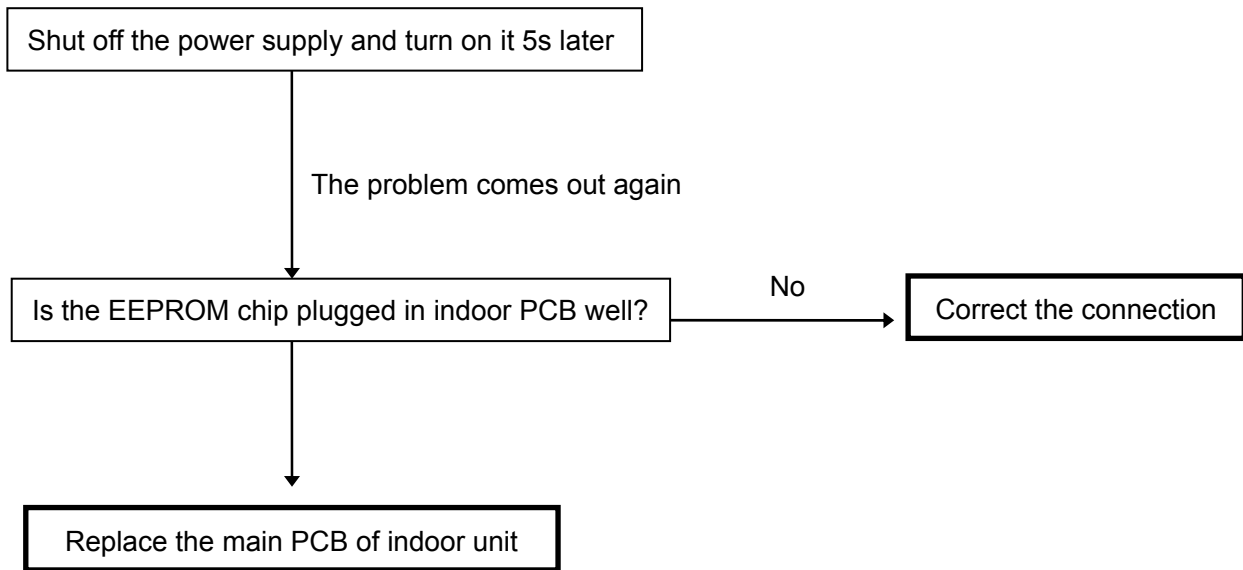 Shut off the power supply and turn on it 5s later
The problem comes out again
Is the EEPROM chip plugged in indoor PCB well?
No
Correct the connection
Replace the main PCB of indoor unit